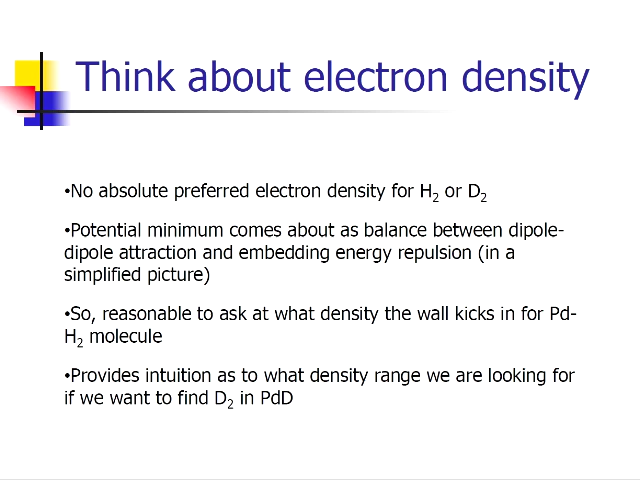 Think about electron density
•No absolute preferred electron density for H₂ or D₂
•Potential minimum comes about as balance between dipole-
dipole attraction and embedding energy repulsion (in a
simplified picture)
•So, reasonable to ask at what density the wall kicks in for Pd-
H₂ molecule
•Provides intuition as to what density range we are looking for
if we want to find D₂ in PdD